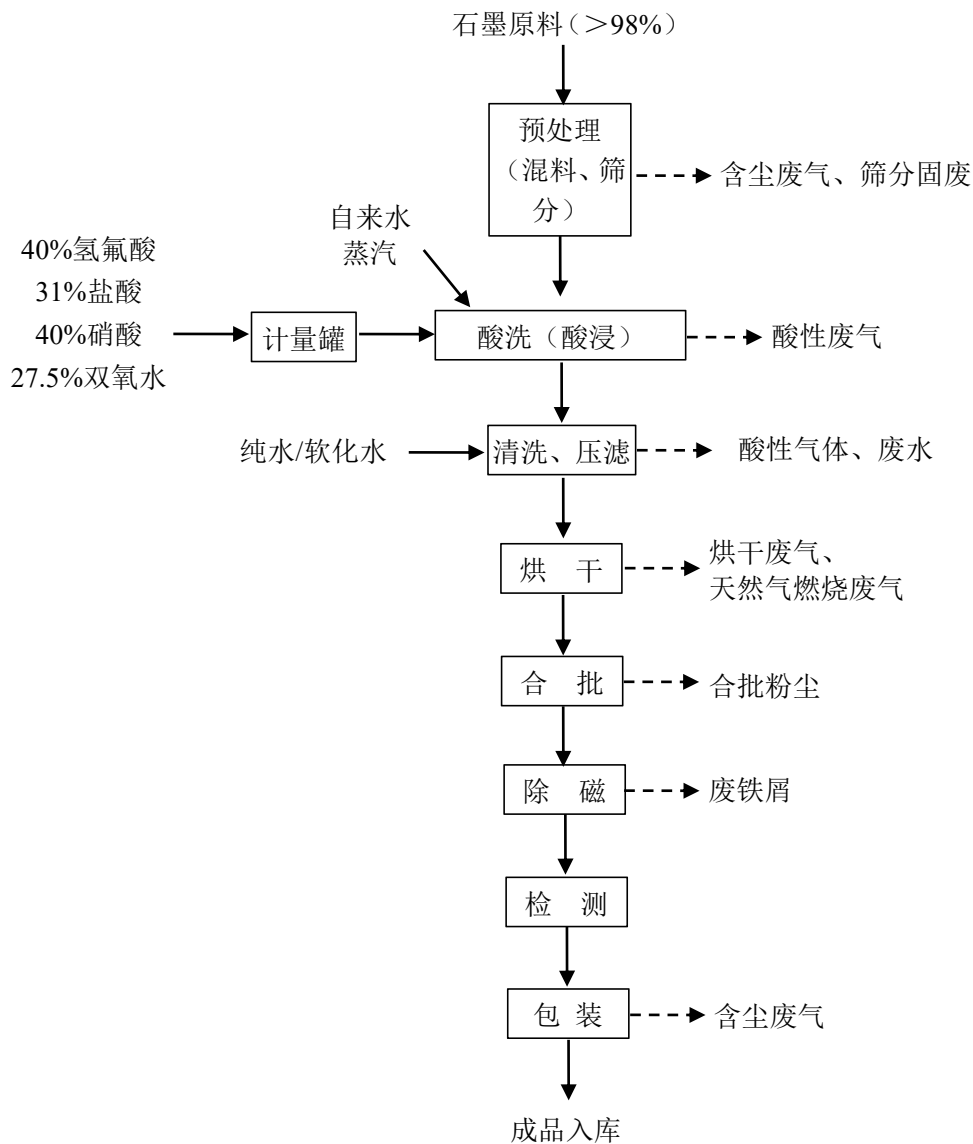 石墨原料（＞98%）
预处理
（混料、筛
分）
含尘废气、筛分固废
自来水
蒸汽
40%氢氟酸
31%盐酸
40%硝酸
27.5%双氧水
计量罐
酸洗（酸浸）
酸性废气
纯水/软化水
清洗、压滤
酸性气体、废水
烘 干
烘干废气、
天然气燃烧废气
合 批
合批粉尘
除 磁
废铁屑
检 测
包 装
含尘废气
成品入库